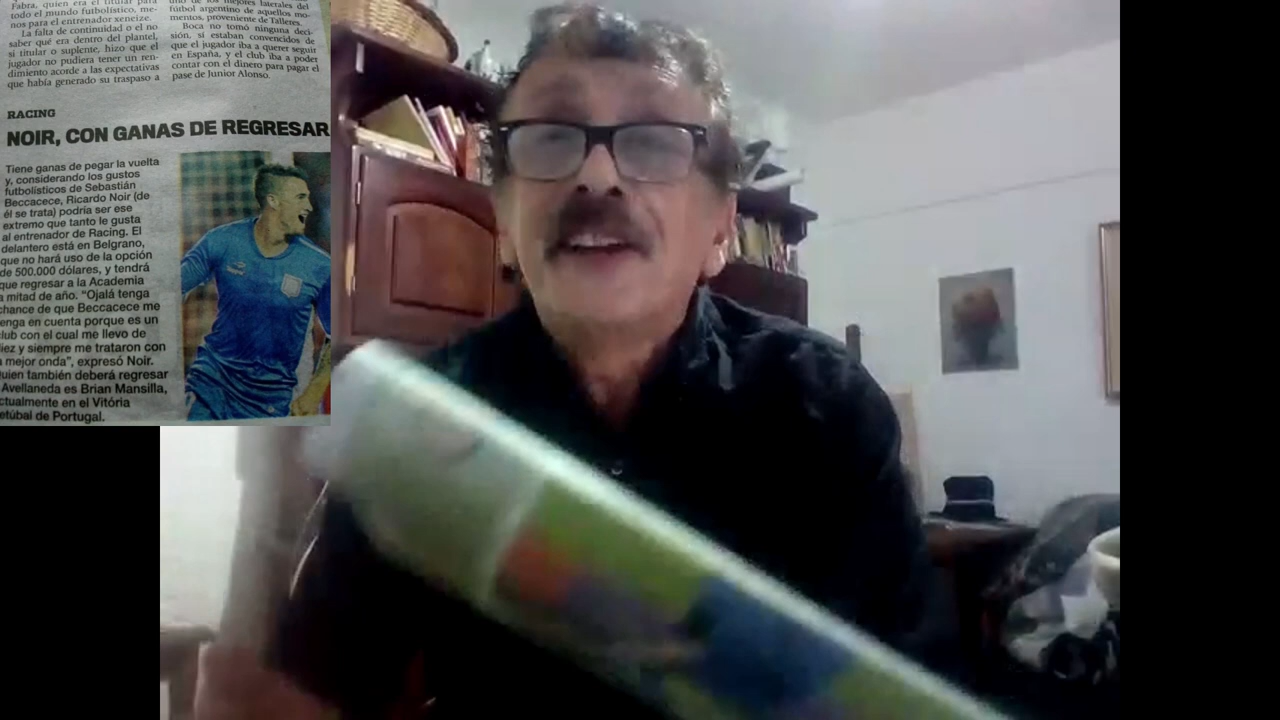 Fabra, quien era el titular para
todo el mundo futbolístico, me-
nos para el entrenador xeneize.
La falta de continuidad o el no
saber qué era dentro del plantel,
si titular o suplente, hizo que el
jugador no pudiera tener un ren-
dimiento acorde a las expectativas
que había generado su traspaso a
uno de los mejores laterales del
fútbol argentino de aquellos mo-
mentos, proveniente de Talleres.
Boca no tomó ninguna deci-
sión, si estaban convencidos de
que el jugador iba a querer seguir
en España, y el club iba a poder
contar con el dinero para pagar el
pase de Junior Alonso.
RACING
NOIR, CON GANAS DE REGRESAR
Tiene ganas de pegar la vuelta
y, considerando los gustos
futbolísticos de Sebastián
Beccacece, Ricardo Noir (de
él se trata) podría ser ese
extremo que tanto le gusta
al entrenador de Racing. El
delantero está en Belgrano,
que no hará uso de la opción
de 500.000 dólares, y tendrá
que regresar a la Academia
a mitad de año. "Ojalá tenga
chance de que Beccacece me
enga en cuenta porque es un
lub con el cual me llevo de
iez y siempre me trataron con
a mejor onda", expresó Noir.
uien también deberá regresar
Avellaneda es Brian Mansilla,
ctualmente en el Vitória
etúbal de Portugal.